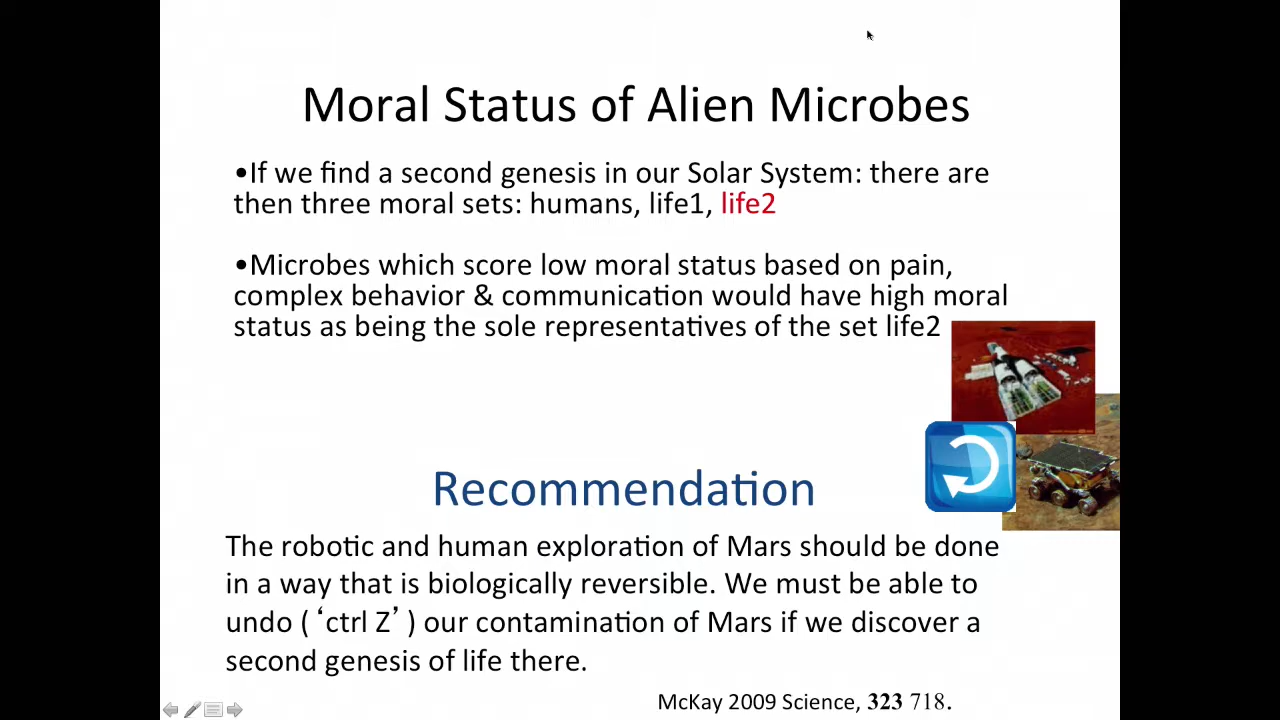 Moral Status of Alien Microbes
•If we find a second genesis in our Solar System: there are
then three moral sets: humans, life1, life2
•Microbes which score low moral status based on pain,
complex behavior & communication would have high moral
status as being the sole representatives of the set life2
Recommendation
The robotic and human exploration of Mars should be done
in a way that is biologically reversible. We must be able to
undo (‘ctrl Z’) our contamination of Mars if we discover a
second genesis of life there.
McKay 2009 Science, 323 718.